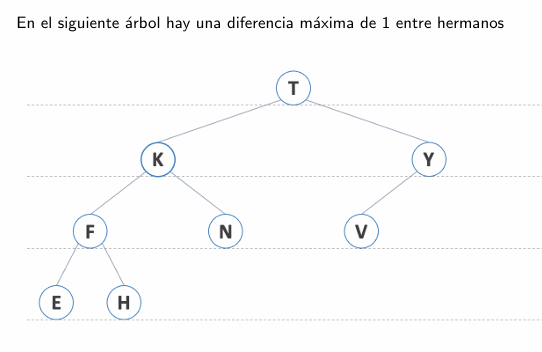 En el siguiente árbol hay una diferencia máxima de 1 entre hermanos
T
K Y
F N V
E H